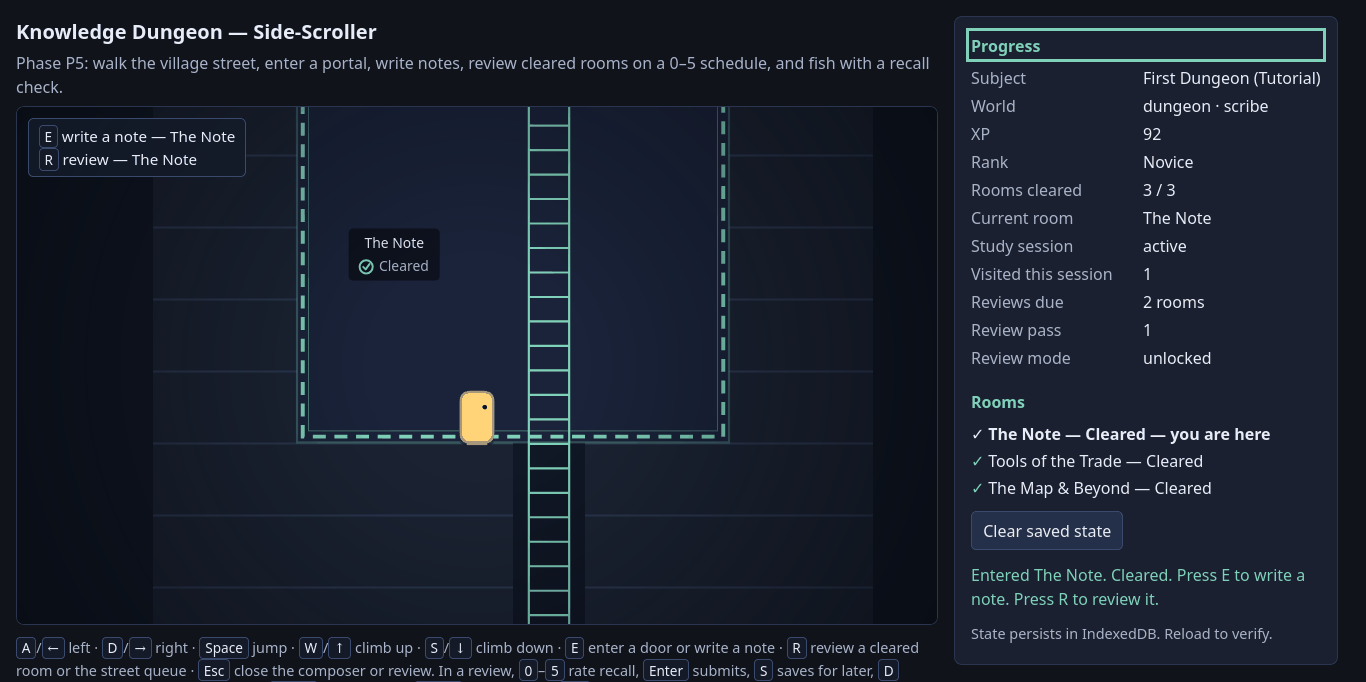 Knowledge Dungeon — Side-Scroller
Phase P5: walk the village street, enter a portal, write notes, review cleared rooms on a 0–5 schedule, and fish with a recall
check.
E write a note — The Note
R review — The Note
The Note
Cleared
A/← left · D/→ right · Space jump · W/↑ climb up · S/↓ climb down · E enter a door or write a note · R review a cleared
room or the street queue · Esc close the composer or review. In a review, 0–5 rate recall, Enter submits, S saves for later, D
Progress
Subject First Dungeon (Tutorial)
World dungeon · scribe
XP 92
Rank Novice
Rooms cleared 3 / 3
Current room The Note
Study session active
Visited this session 1
Reviews due 2 rooms
Review pass 1
Review mode unlocked
Rooms
✓ The Note — Cleared — you are here
✓ Tools of the Trade — Cleared
✓ The Map & Beyond — Cleared
Clear saved state
Entered The Note. Cleared. Press E to write a
note. Press R to review it.
State persists in IndexedDB. Reload to verify.